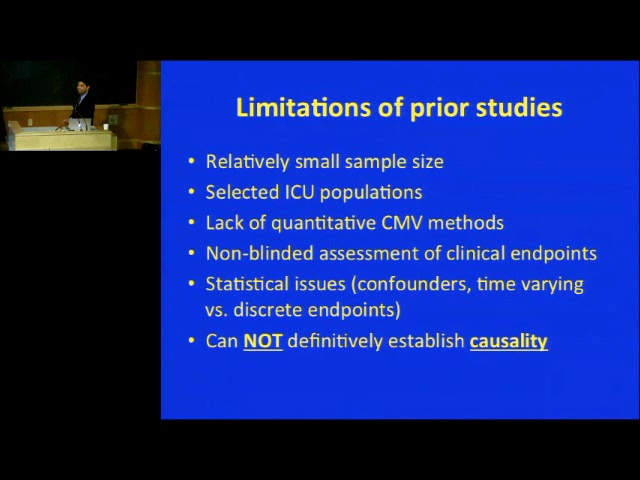 Limitations of prior studies
• Relatively small sample size
• Selected ICU populations
• Lack of quantitative CMV methods
• Non-blinded assessment of clinical endpoints
• Statistical issues (confounders, time varying
vs. discrete endpoints)
• Can NOT definitively establish causality